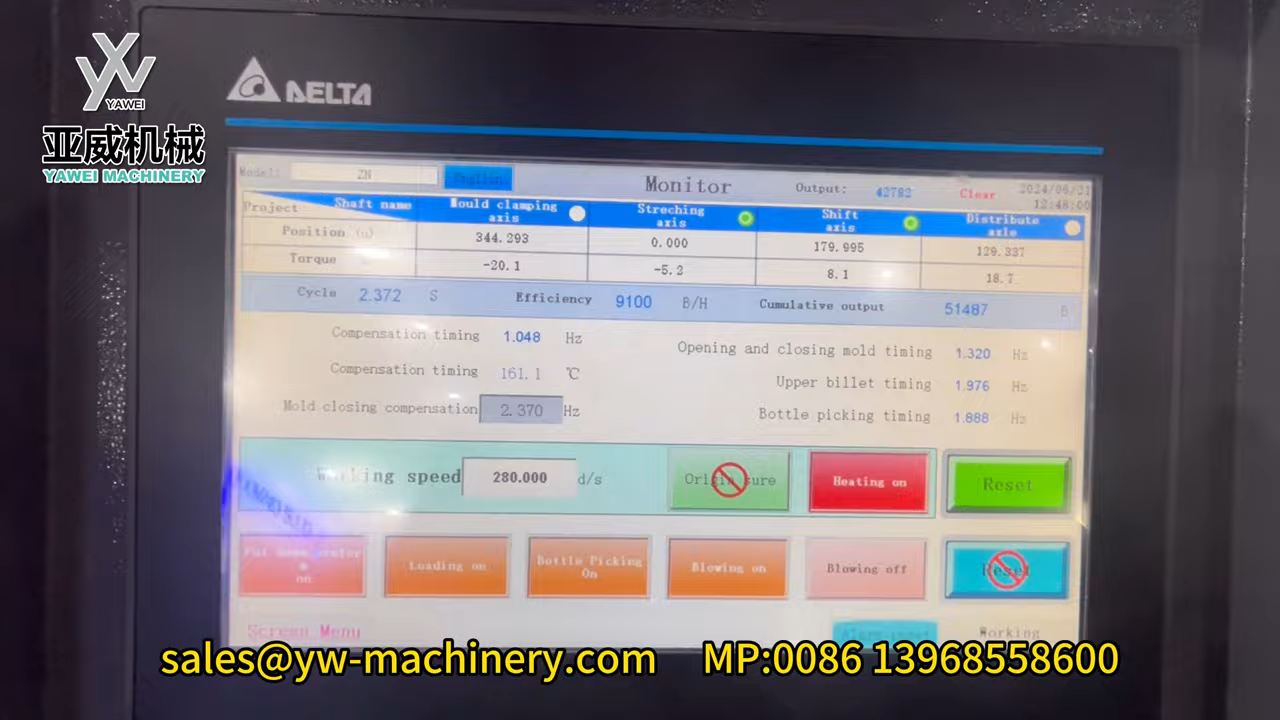 YAWEI
亚威机械
YAWEI MACHINERY
DELTA
Model: ZN English Monitor Output: 42782 Clear 2024/06/21
12:48:00
Project Shaft name Mould clamping axis Streching axis Shift axis Distribute axis
Position (u) 344.293 0.000 179.995 129.337
Torque -20.1 -5.2 8.1 18.7
Cycle 2.372 S Efficiency 9100 B/H Cumulative output 51487 B
Compensation timing 1.048 Hz
Opening and closing mold timing 1.320 Hz
Compensation timing 161.1 ℃
Upper billet timing 1.976 Hz
Mold closing compensation 2.370 Hz
Bottle picking timing 1.888 Hz
Working speed 280.000 d/s Origin sure Heating on Reset
on Loading on Bottle Picking On Blowing on Blowing off Reset
Screen Menu Alarm reset Working
sales@yw-machinery.com MP:0086 13968558600